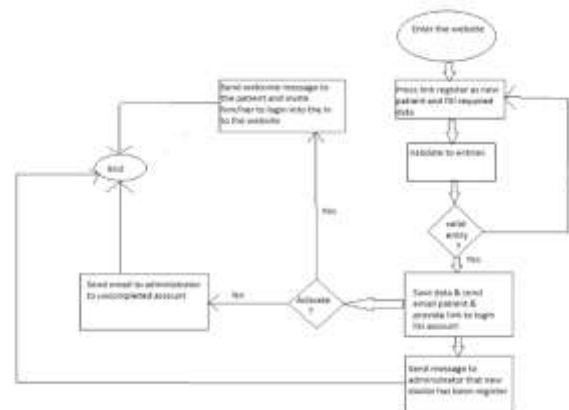 Enter the website
Press link register as new
patient and fill required
data
Validate to entries
valid
entry
?
Yes
Save data & send
email patient &
provide link to login
his account
Send message to
administrator that new
doctor has been register
Activate
?
Yes
No
Send welcome message to
the patient and invite
him/her to login into the in
to the website
Send email to administrator
to uncompleted account
End